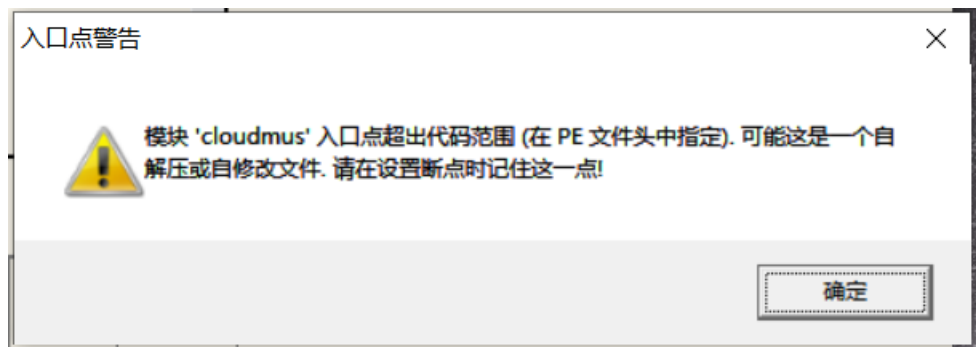 入口点警告
模块 'cloudmus' 入口点超出代码范围 (在 PE 文件头中指定). 可能这是一个自
解压或自修改文件. 请在设置断点时记住这一点!
确定